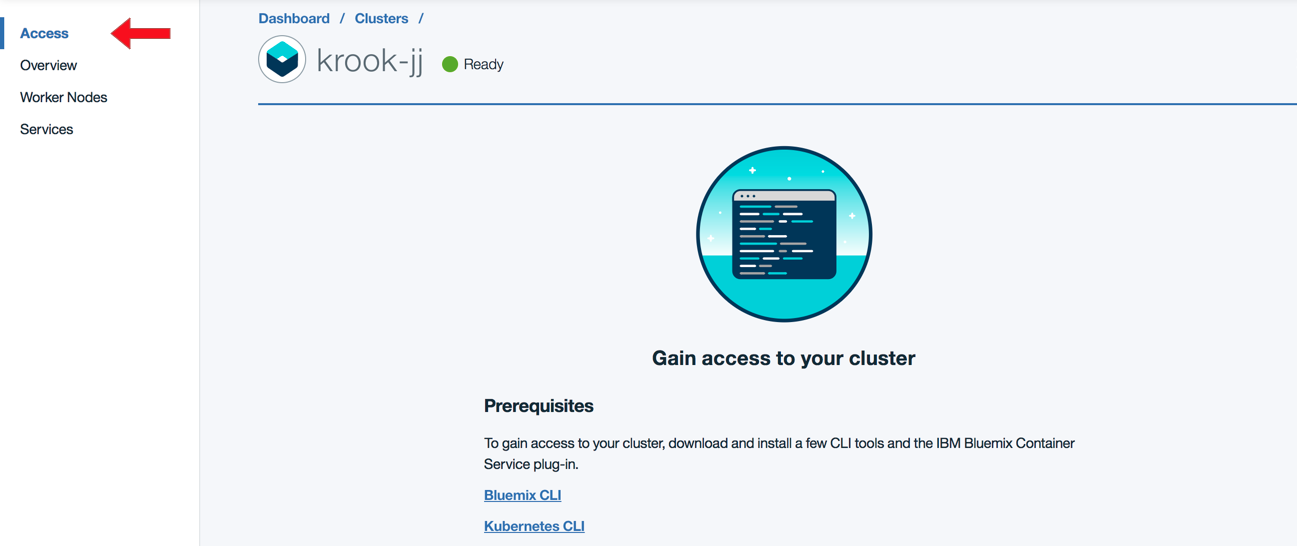 Access
Overview
Worker Nodes
Services
Dashboard / Clusters /
krook-jj Ready
Gain access to your cluster
Prerequisites
To gain access to your cluster, download and install a few CLI tools and the IBM Bluemix Container
Service plug-in.
Bluemix CLI
Kubernetes CLI